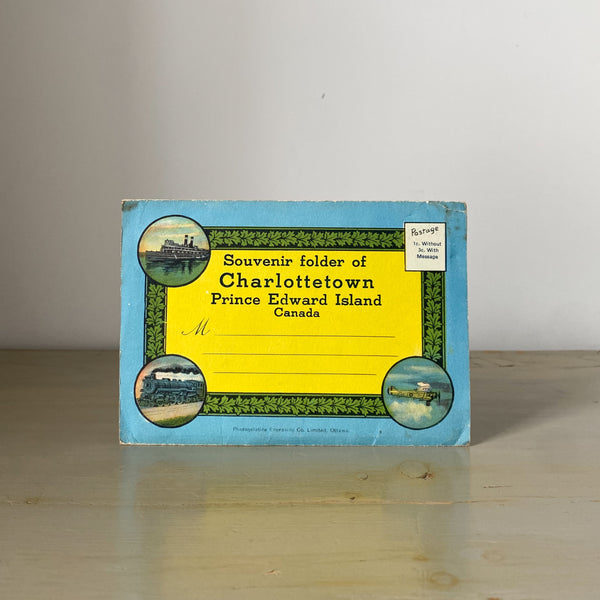 Postage
1c. Without
3c. With
Message
Souvenir folder of
Charlottetown
Prince Edward Island
Canada
M
Photogelatine Engraving Co. Limited, Ottawa.